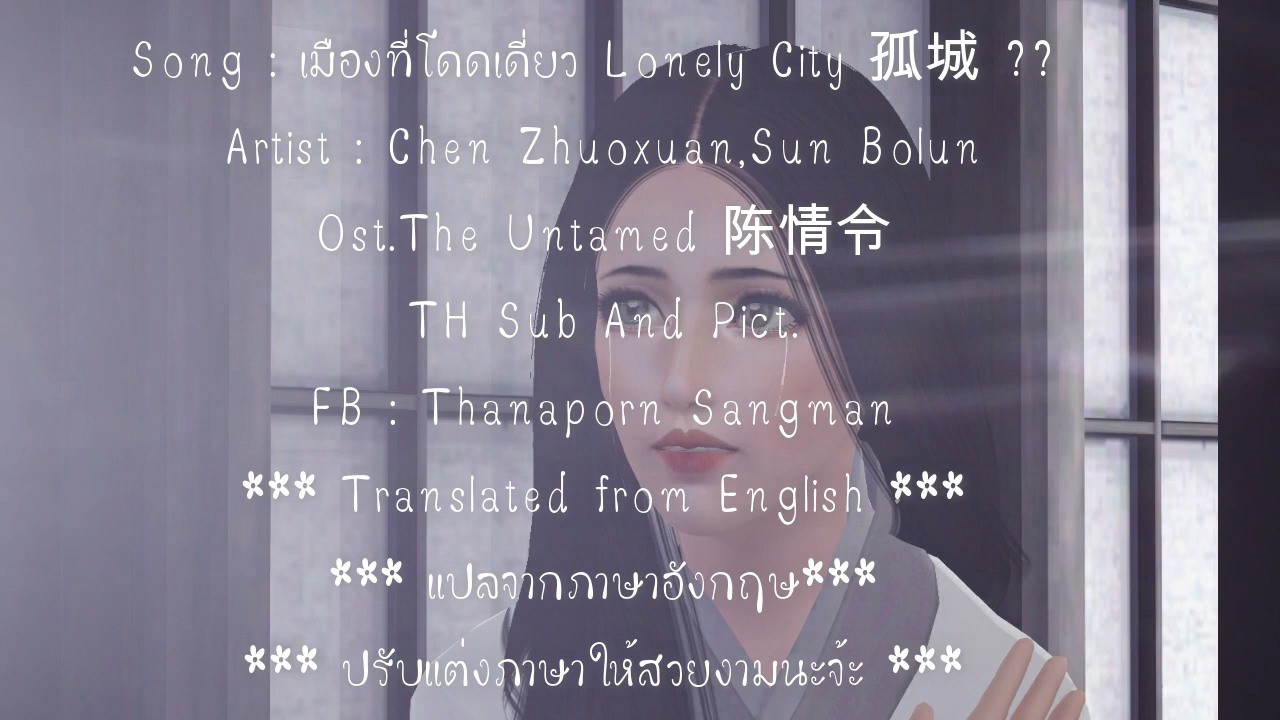 Song : เมืองที่โดดเดี่ยว Lonely City 孤城 ??
Artist : Chen Zhuoxuan,Sun Bolun
Ost.The Untamed 陈情令
TH Sub And Pict.
FB : Thanaporn Sangman
*** Translated from English ***
*** แปลจากภาษาอังกฤษ***
*** ปรับแต่งภาษาให้สวยงามนะจ้ะ ***